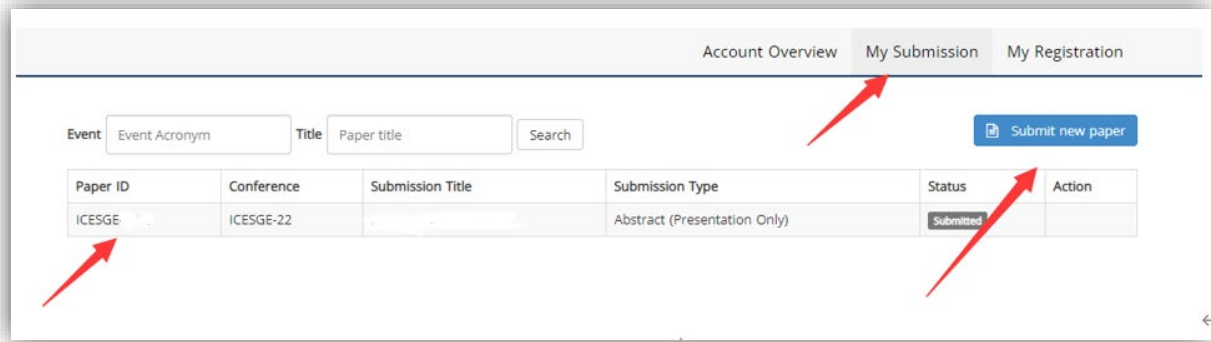 Account Overview My Submission My Registration
Event Event Acronym Title Paper title Search Submit new paper
Paper ID Conference Submission Title Submission Type Status Action
ICESGE- ICESGE-22 Abstract (Presentation Only) Submitted